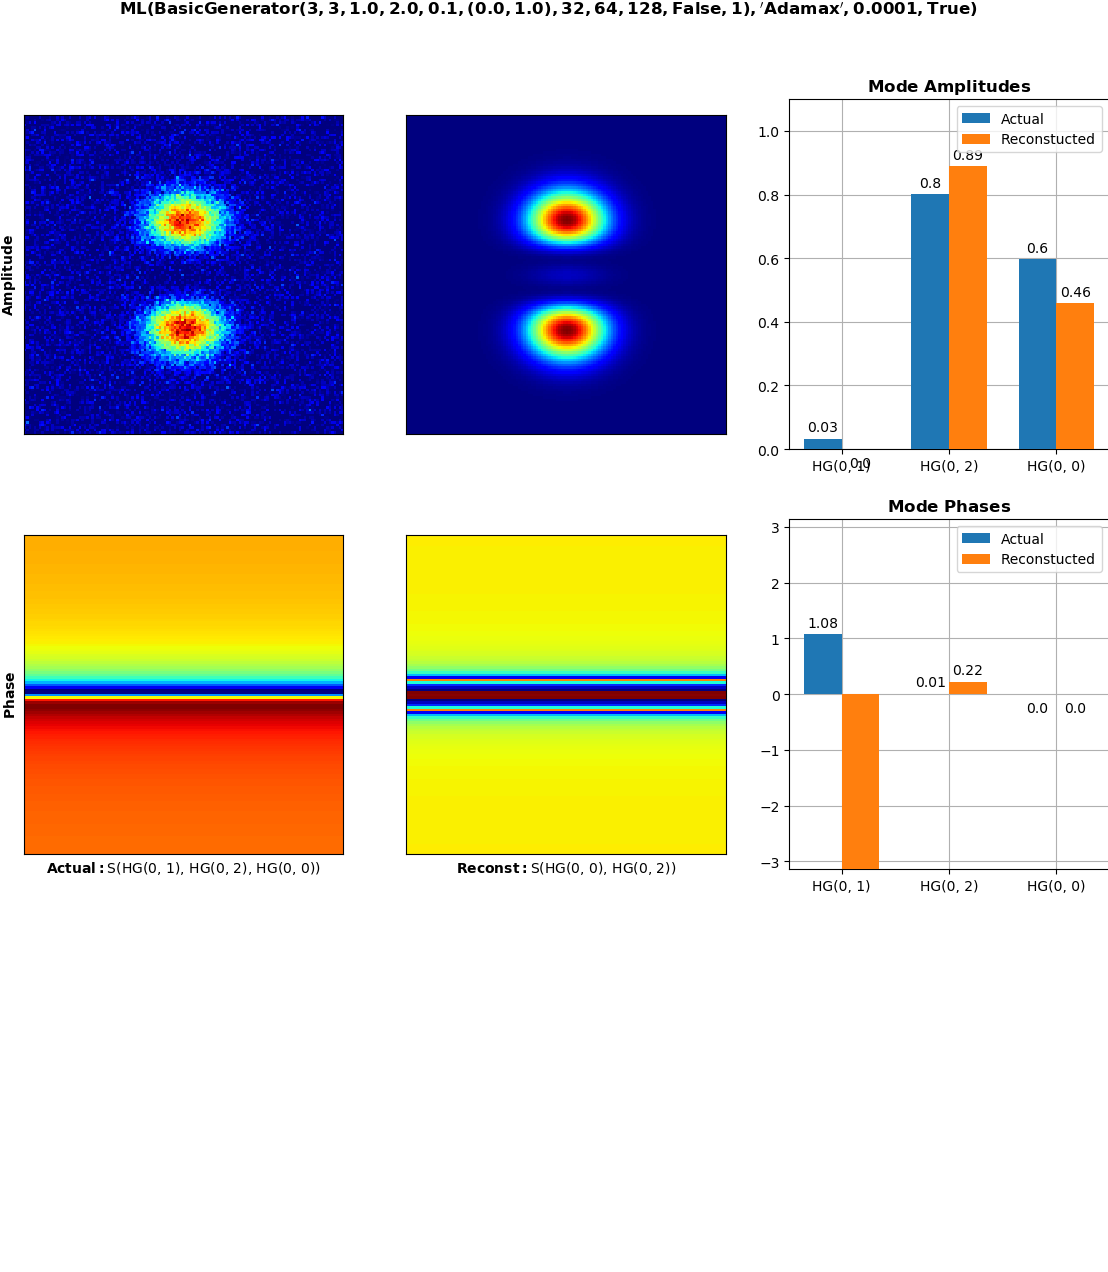 ML(BasicGenerator(3, 3, 1.0, 2.0, 0.1, (0.0, 1.0), 32, 64, 128, False, 1), ′Adamax′, 0.0001, True)
Amplitude
Mode Amplitudes
Actual
Reconstucted
1.0
0.8
0.6
0.4
0.2
0.0
0.03
0.0
0.8
0.89
0.6
0.46
HG(0, 1)
HG(0, 2)
HG(0, 0)
Phase
Actual: S(HG(0, 1), HG(0, 2), HG(0, 0))
Reconst: S(HG(0, 0), HG(0, 2))
Mode Phases
Actual
Reconstucted
3
2
1
0
−1
−2
−3
1.08
0.01
0.22
0.0
0.0
HG(0, 1)
HG(0, 2)
HG(0, 0)